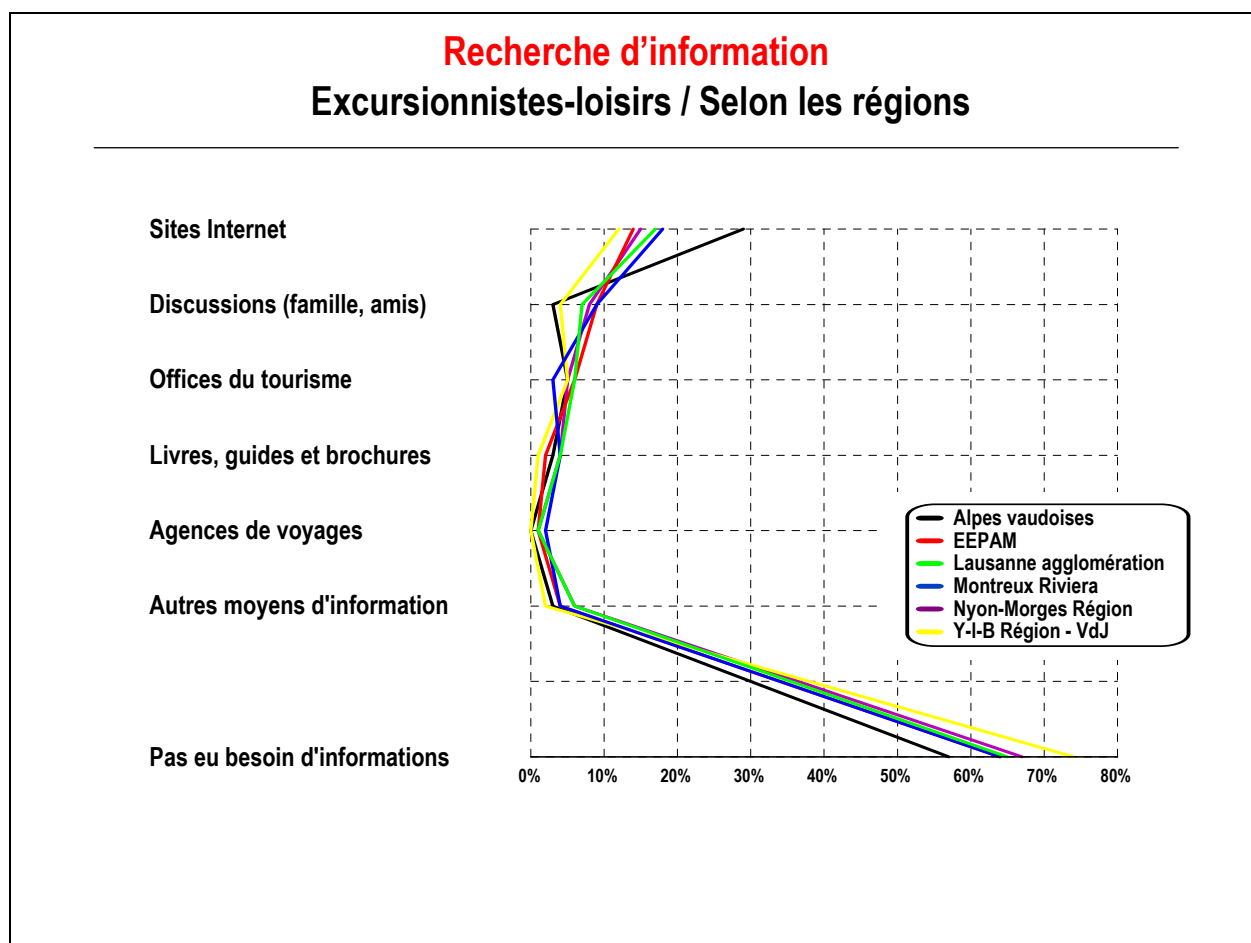 Recherche d’information
Excursionnistes-loisirs / Selon les régions
Sites Internet
Discussions (famille, amis)
Offices du tourisme
Livres, guides et brochures
Agences de voyages
Autres moyens d'information
Pas eu besoin d'informations
Alpes vaudoises
EEPAM
Lausanne agglomération
Montreux Riviera
Nyon-Morges Région
Y-I-B Région - VdJ
0% 10% 20% 30% 40% 50% 60% 70% 80%